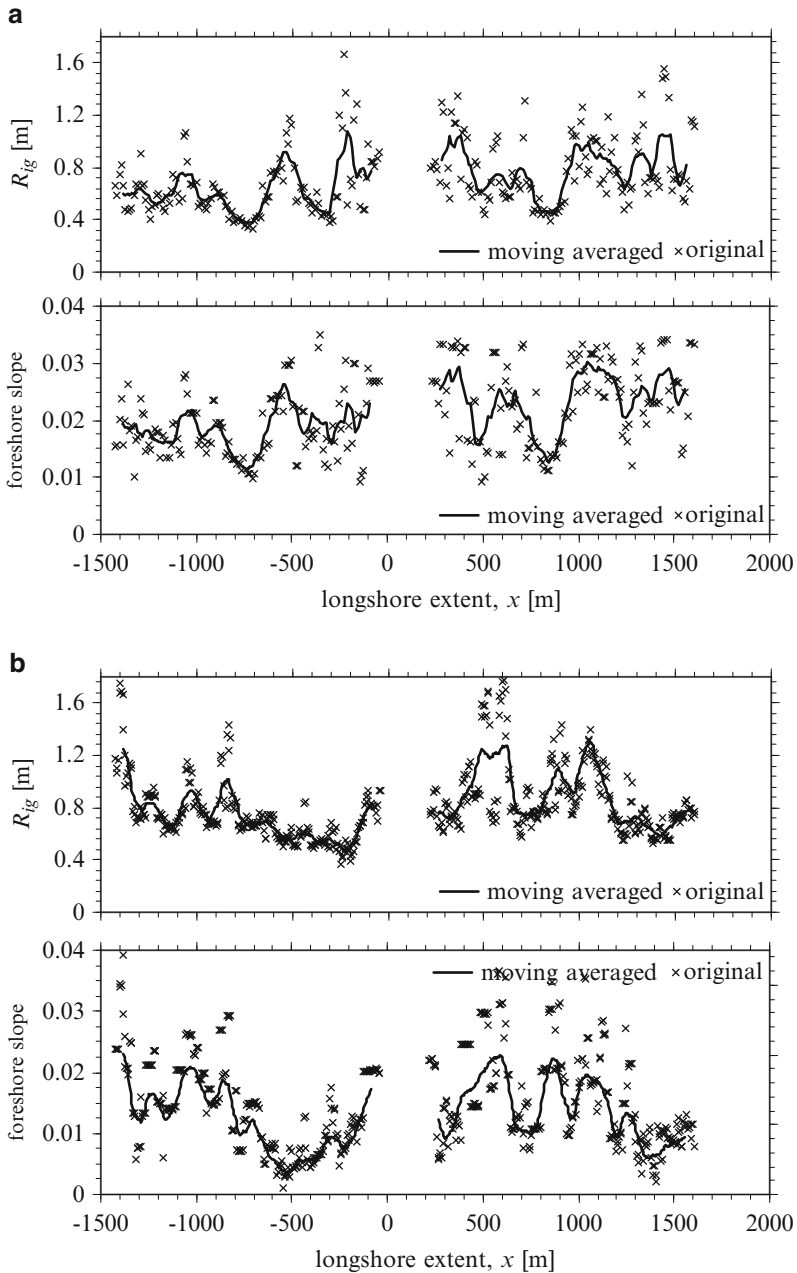 a
1.6
1.2
0.8
0.4
0
R_ig [m]
moving averaged × original
0.04
0.03
0.02
0.01
0
foreshore slope
moving averaged × original
-1500 -1000 -500 0 500 1000 1500 2000
longshore extent, x [m]
b
1.6
1.2
0.8
0.4
0
R_ig [m]
moving averaged × original
0.04
0.03
0.02
0.01
0
foreshore slope
moving averaged × original
-1500 -1000 -500 0 500 1000 1500 2000
longshore extent, x [m]